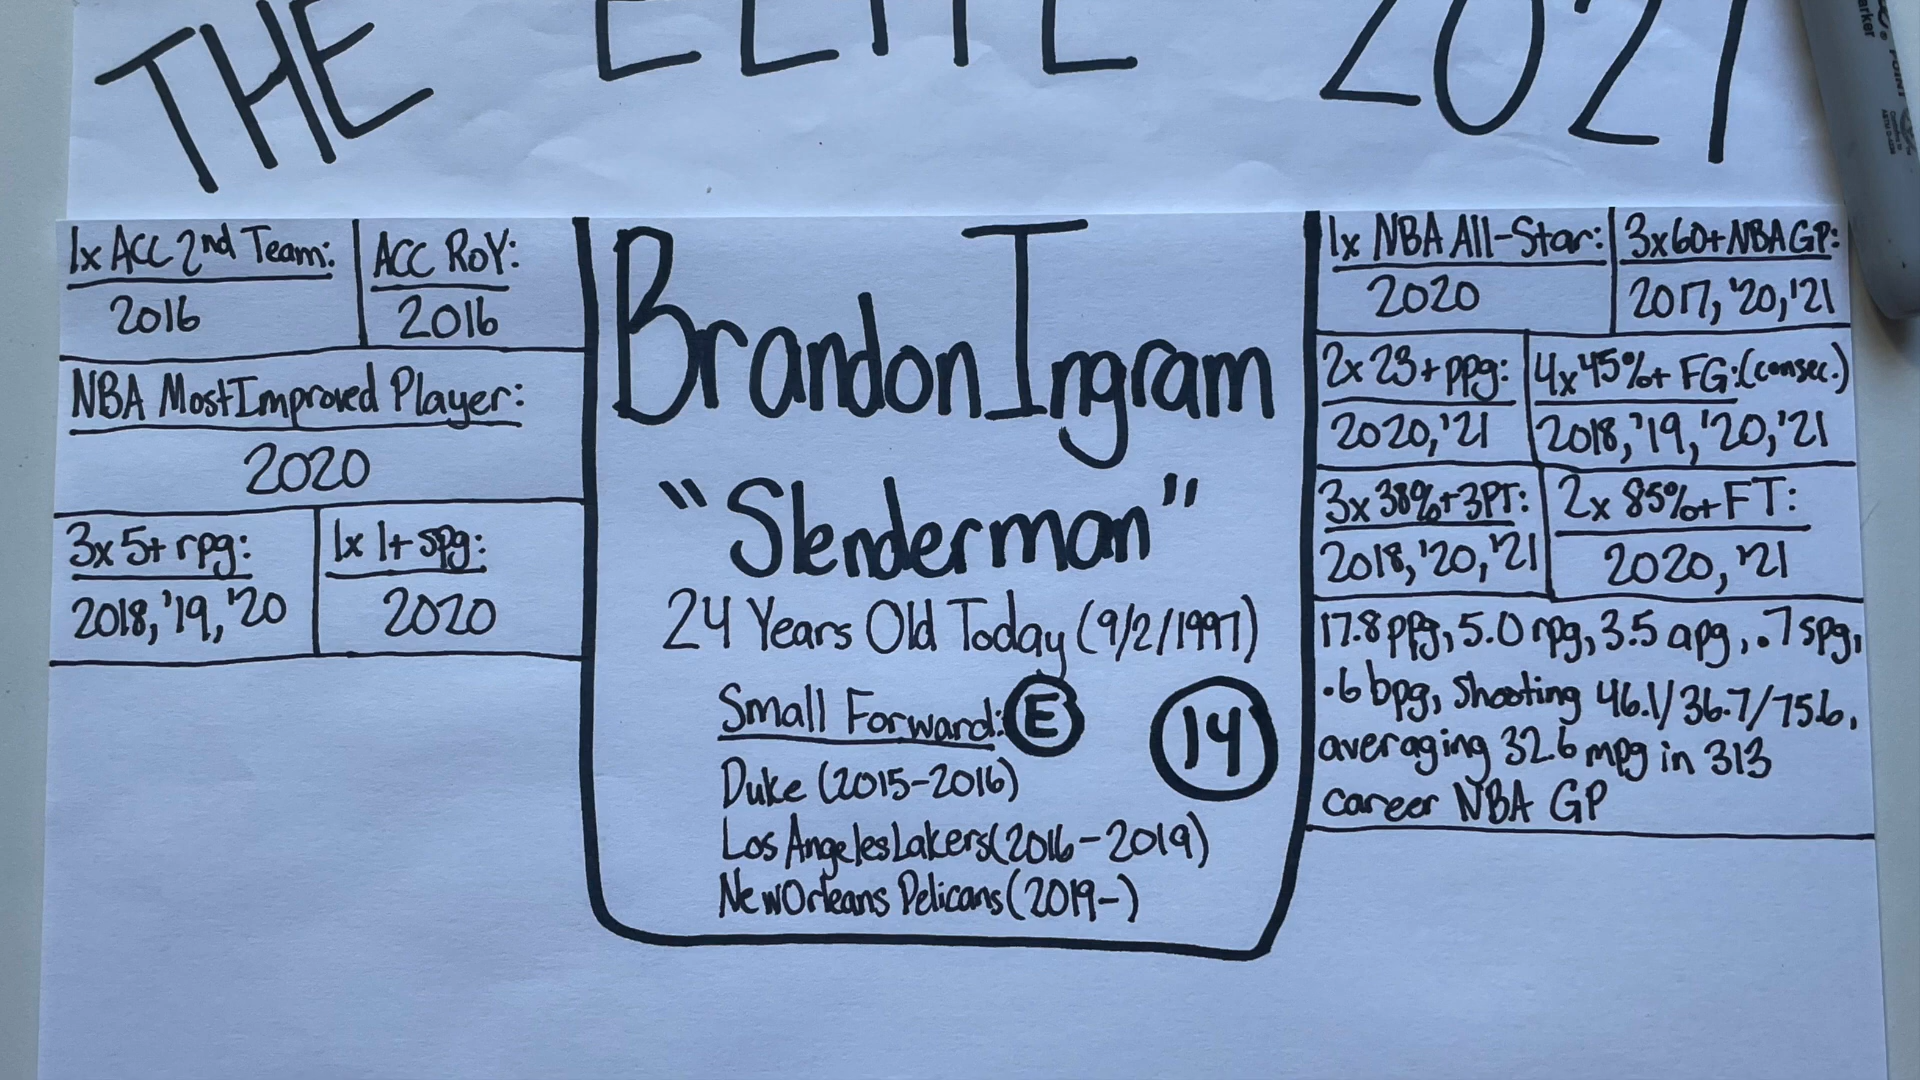 THE ELITE 2021
1x ACC 2nd Team:
2016
ACC RoY:
2016
NBA Most Improved Player:
2020
3x 5+ rpg:
2018, '19, '20
1x 1+ spg:
2020
Brandon Ingram
"Slenderman"
24 Years Old Today (9/2/1997)
Small Forward: E
14
Duke (2015-2016)
Los Angeles Lakers (2016-2019)
New Orleans Pelicans (2019-)
1x NBA All-Star:
2020
3x 60+ NBA GP:
2017, '20, '21
2x 23+ ppg:
2020, '21
4x 45%+ FG: (consec.)
2018, '19, '20, '21
3x 38%+ 3PT:
2018, '20, '21
2x 85%+ FT:
2020, '21
17.8 ppg, 5.0 rpg, 3.5 apg, .7 spg,
.6 bpg, shooting 46.1/36.7/75.6,
averaging 32.6 mpg in 313
career NBA GP